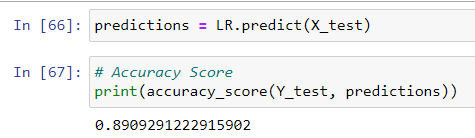 In [66]: predictions = LR.predict(X_test)
In [67]: # Accuracy Score
print(accuracy_score(Y_test, predictions))
0.8909291222915902